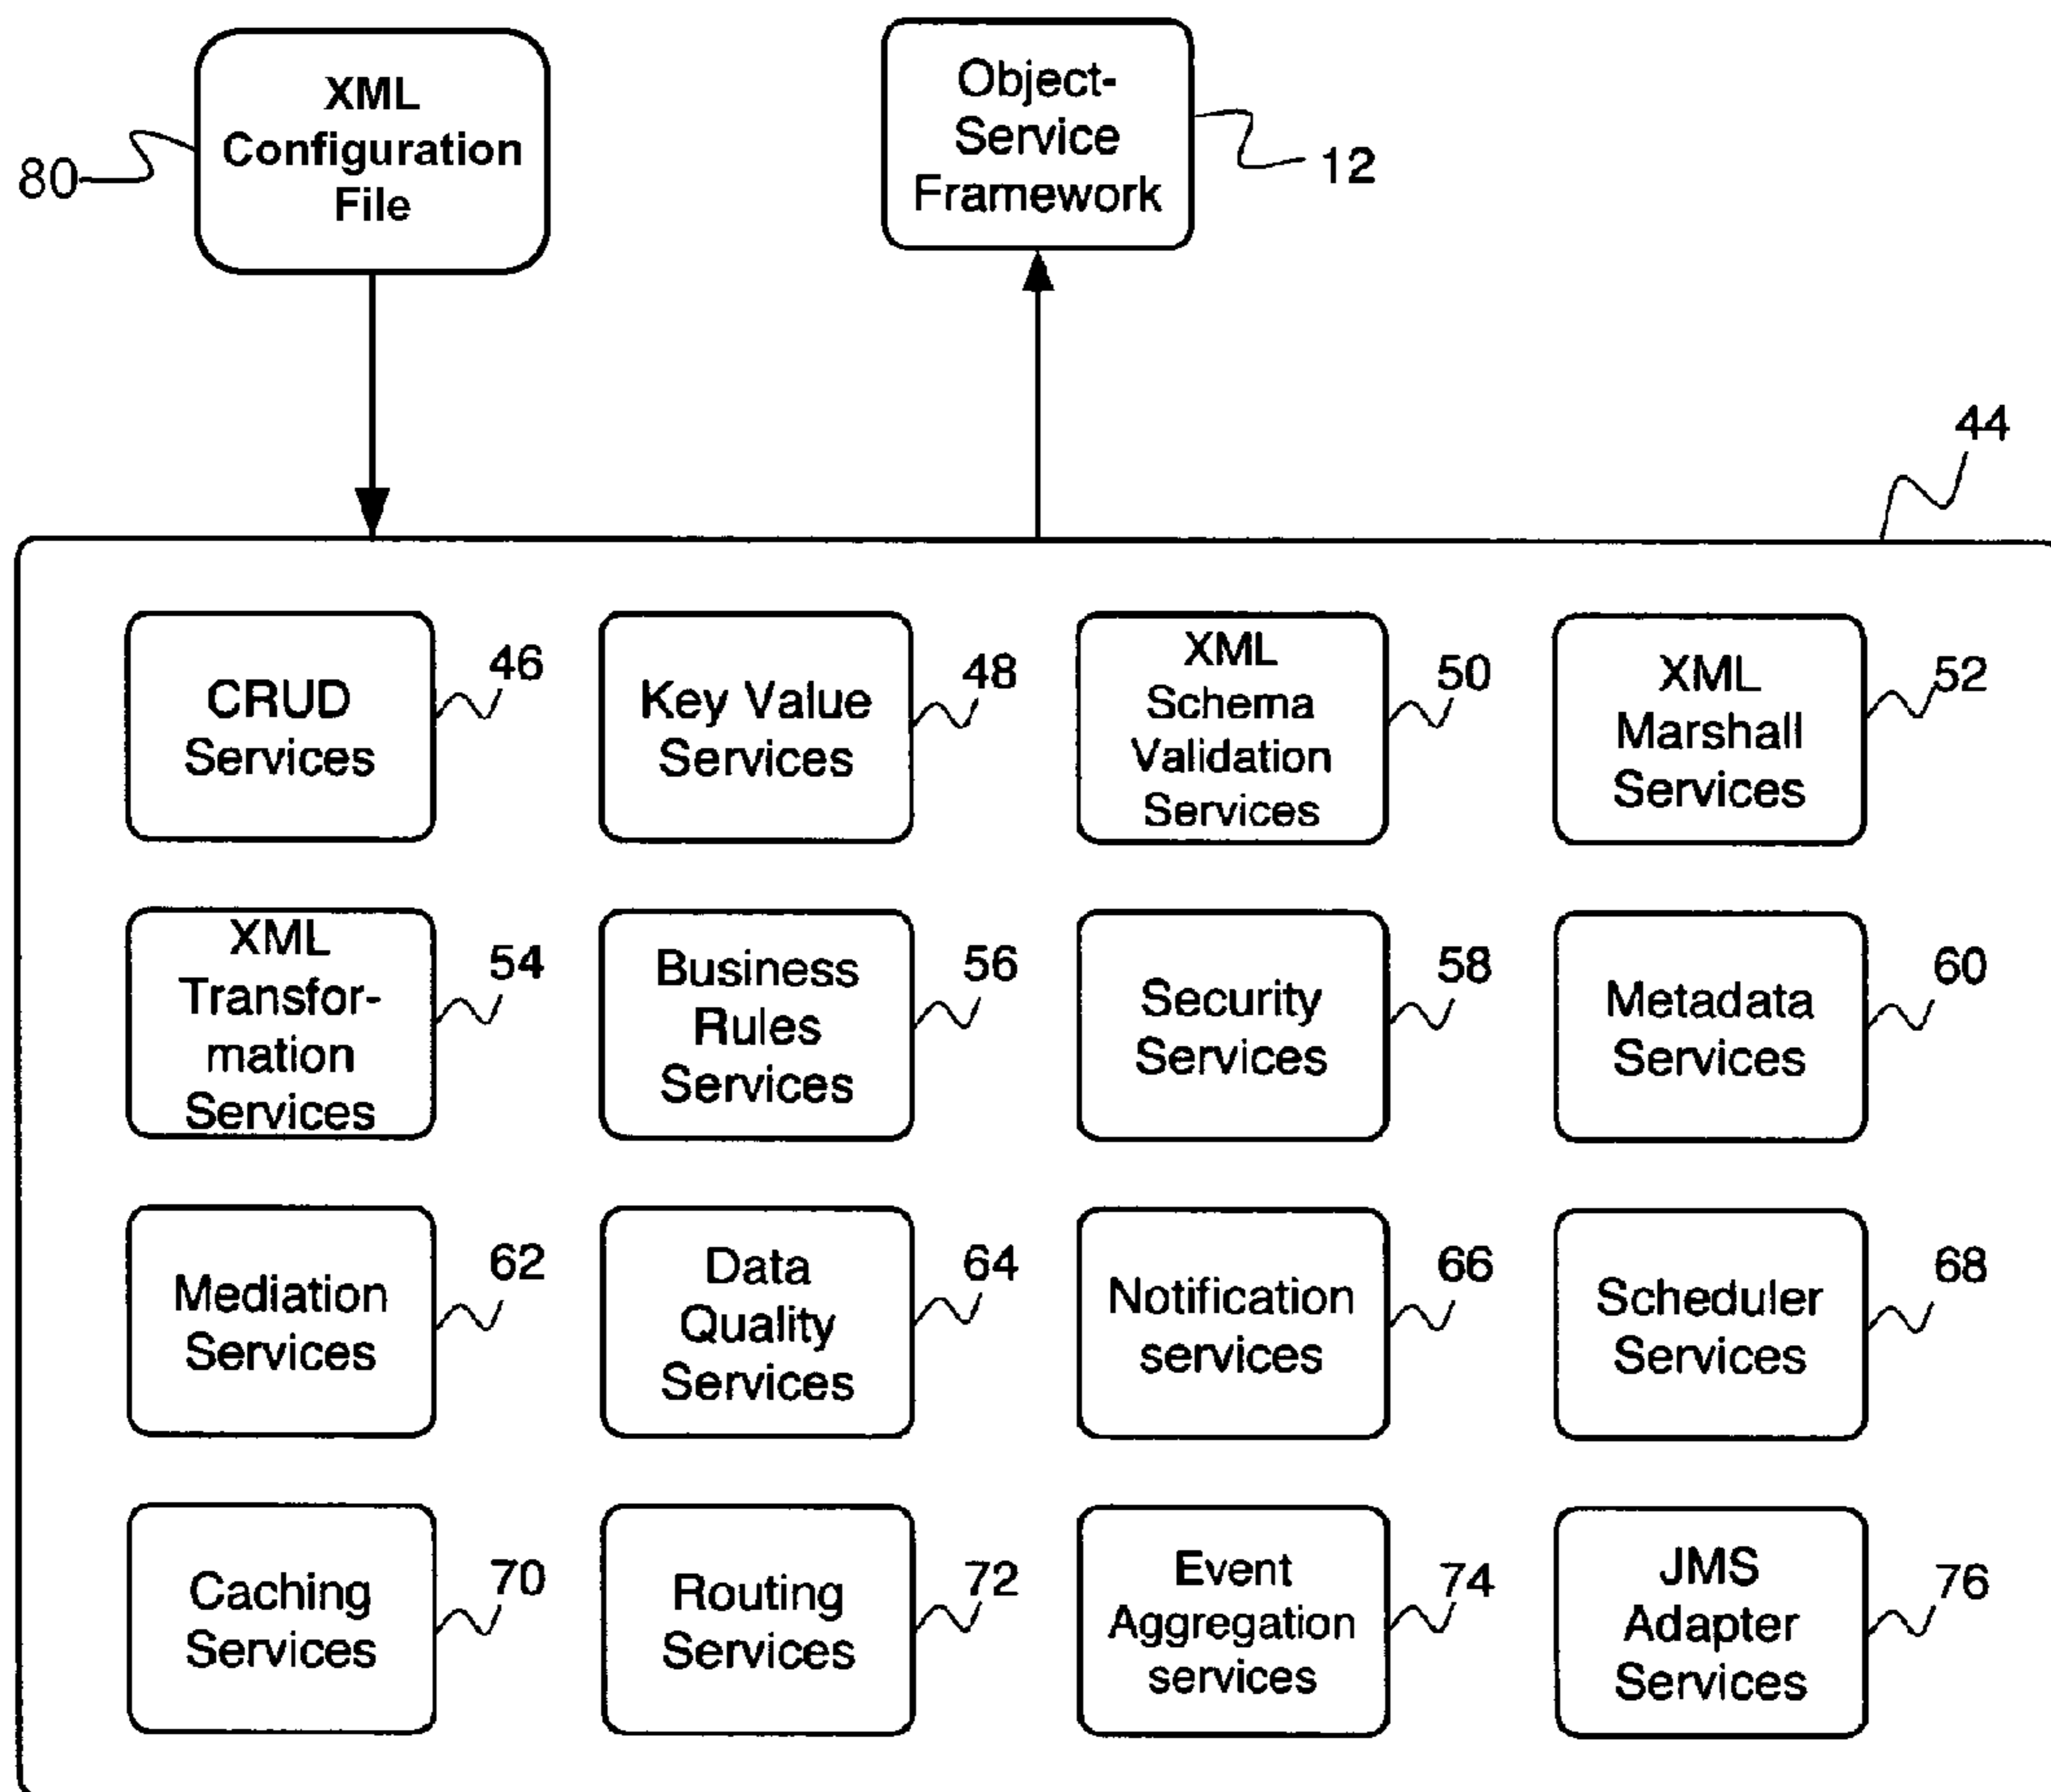 XML
Configuration
File
80
Object-
Service
Framework
12
44
CRUD
Services
46
Key Value
Services
48
XML
Schema
Validation
Services
50
XML
Marshall
Services
52
XML
Transfor-
mation
Services
54
Business
Rules
Services
56
Security
Services
58
Metadata
Services
60
Mediation
Services
62
Data
Quality
Services
64
Notification
services
66
Scheduler
Services
68
Caching
Services
70
Routing
Services
72
Event
Aggregation
services
74
JMS
Adapter
Services
76